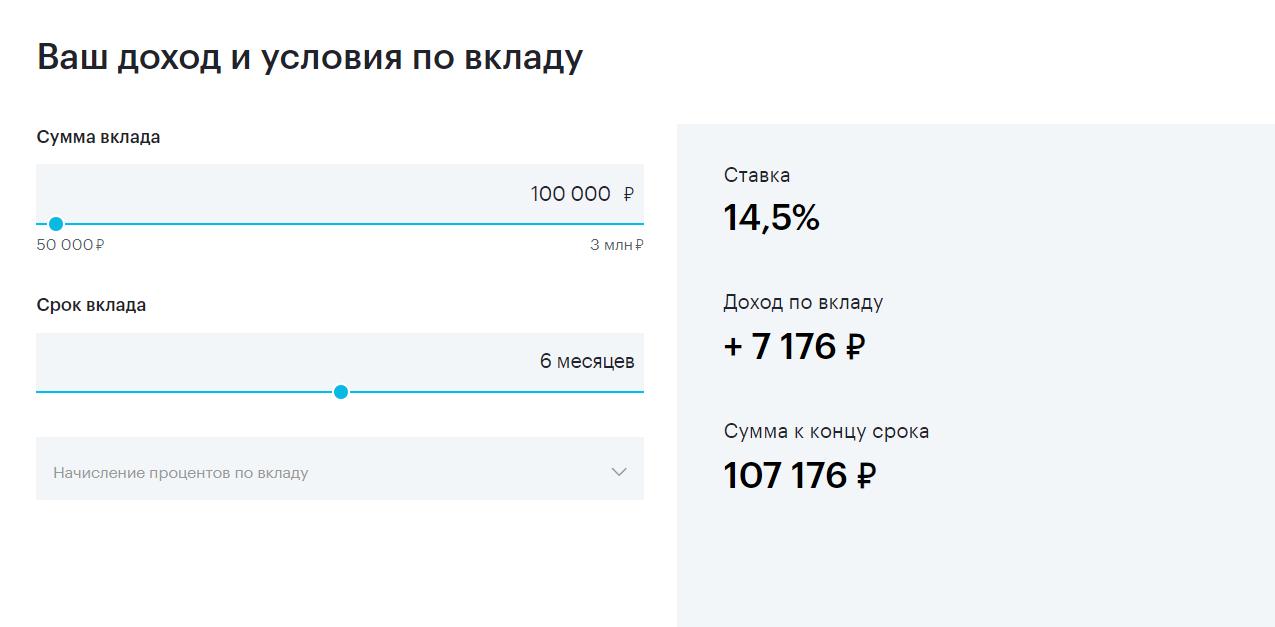 Ваш доход и условия по вкладу
Сумма вклада
100 000 ₽
50 000 ₽
3 млн ₽
Срок вклада
6 месяцев
Начисление процентов по вкладу
Ставка
14,5%
Доход по вкладу
+ 7 176 ₽
Сумма к концу срока
107 176 ₽